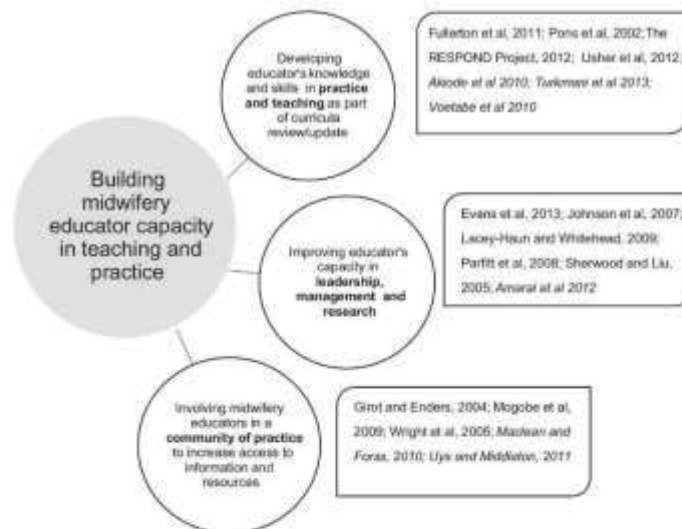 Building
midwifery
educator capacity
in teaching and
practice
Developing
educator's knowledge
and skills in practice
and teaching as part
of curricula
review/update
Fullerton et al, 2011; Pons et al, 2002;The
RESPOND Project, 2012; Usher et al, 2012;
Akiode et al 2010; Turkmani et al 2013;
Voetabe et al 2010
Improving educator's
capacity in
leadership,
management and
research
Evans et al, 2013, Johnson et al, 2007;
Lacey-Haun and Whitehead, 2009;
Parfitt et al, 2008; Sherwood and Liu,
2005; Amaral et al 2012
Involving midwifery
educators in a
community of practice
to increase access to
information and
resources
Girot and Enders, 2004; Mogobe et al,
2009; Wright et al, 2005; Maclean and
Forss, 2010; Uys and Middleton, 2011